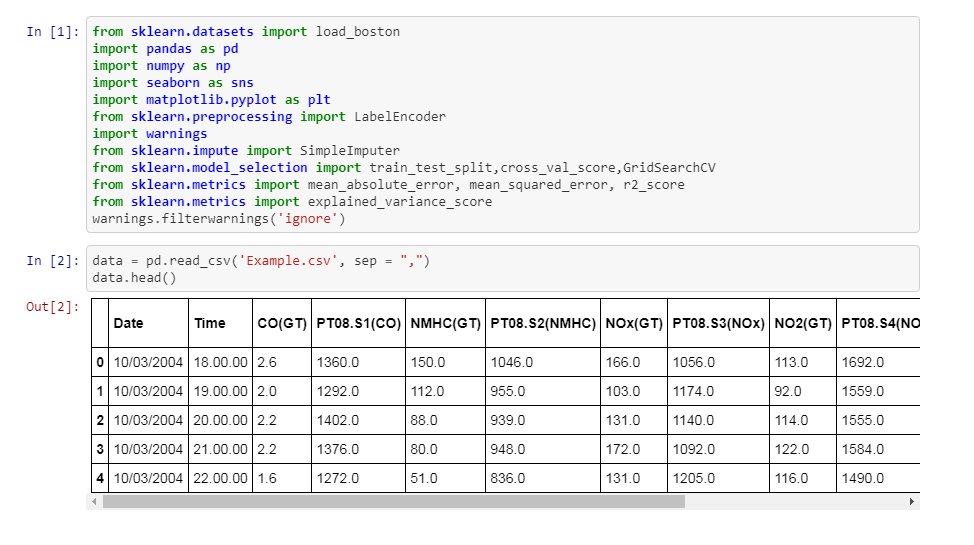 In [1]: from sklearn.datasets import load_boston
import pandas as pd
import numpy as np
import seaborn as sns
import matplotlib.pyplot as plt
from sklearn.preprocessing import LabelEncoder
import warnings
from sklearn.impute import SimpleImputer
from sklearn.model_selection import train_test_split,cross_val_score,GridSearchCV
from sklearn.metrics import mean_absolute_error, mean_squared_error, r2_score
from sklearn.metrics import explained_variance_score
warnings.filterwarnings('ignore')
In [2]: data = pd.read_csv('Example.csv', sep = ",")
data.head()
Out[2]:
Date Time CO(GT) PT08.S1(CO) NMHC(GT) PT08.S2(NMHC) NOx(GT) PT08.S3(NOx) NO2(GT) PT08.S4(NO
0 10/03/2004 18.00.00 2.6 1360.0 150.0 1046.0 166.0 1056.0 113.0 1692.0
1 10/03/2004 19.00.00 2.0 1292.0 112.0 955.0 103.0 1174.0 92.0 1559.0
2 10/03/2004 20.00.00 2.2 1402.0 88.0 939.0 131.0 1140.0 114.0 1555.0
3 10/03/2004 21.00.00 2.2 1376.0 80.0 948.0 172.0 1092.0 122.0 1584.0
4 10/03/2004 22.00.00 1.6 1272.0 51.0 836.0 131.0 1205.0 116.0 1490.0